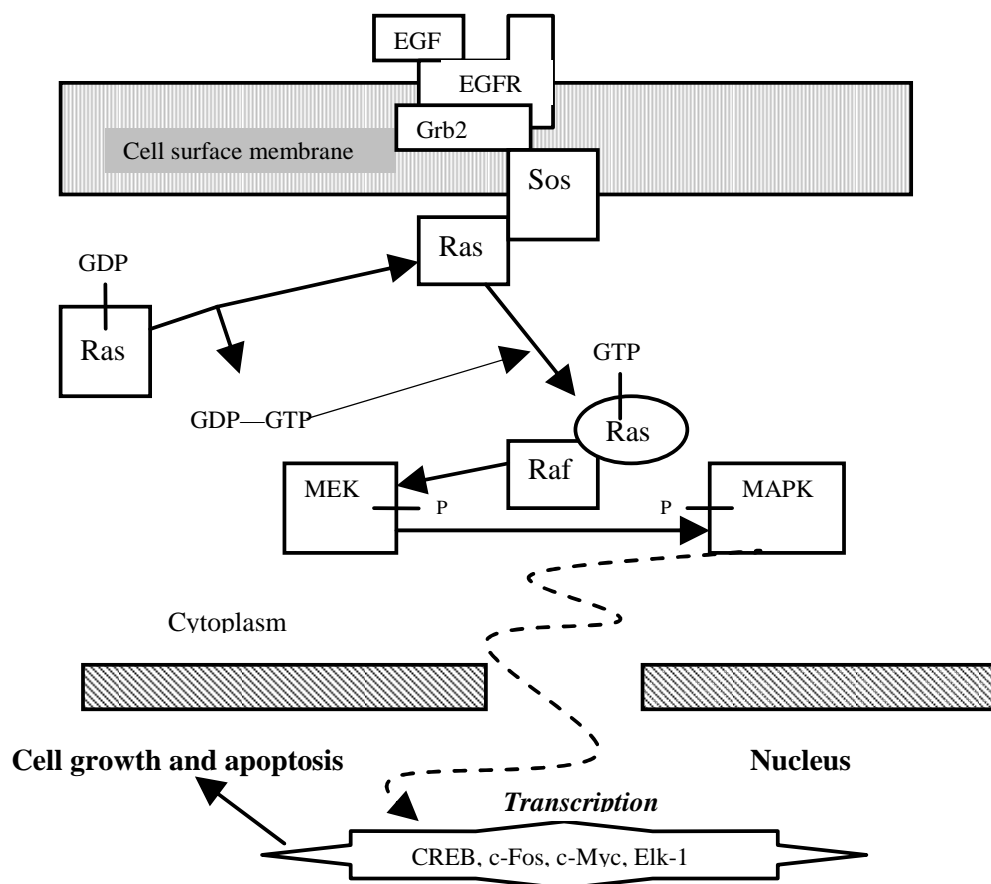 EGF
EGFR
Grb2
Cell surface membrane
Sos
Ras
GDP
Ras
GTP
GDP—GTP
Ras
Raf
MEK
P
P
MAPK
Cytoplasm
Cell growth and apoptosis
Nucleus
Transcription
CREB, c-Fos, c-Myc, Elk-1